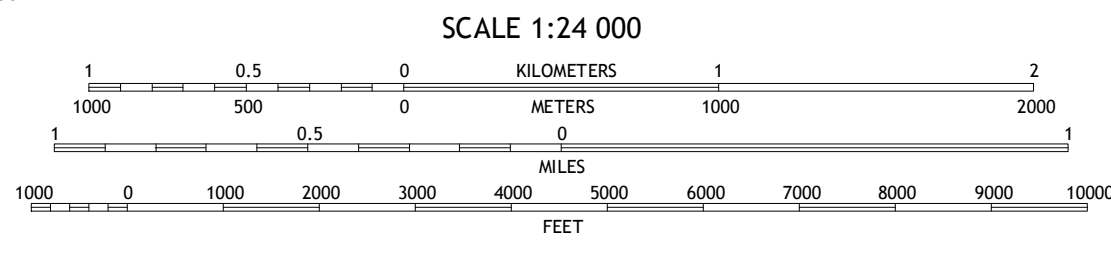 SCALE 1:24 000
1 0.5 0 KILOMETERS 1 2
1000 500 0 METERS 1000 2000
1 0.5 0 1
MILES
1000 0 1000 2000 3000 4000 5000 6000 7000 8000 9000 10000
FEET